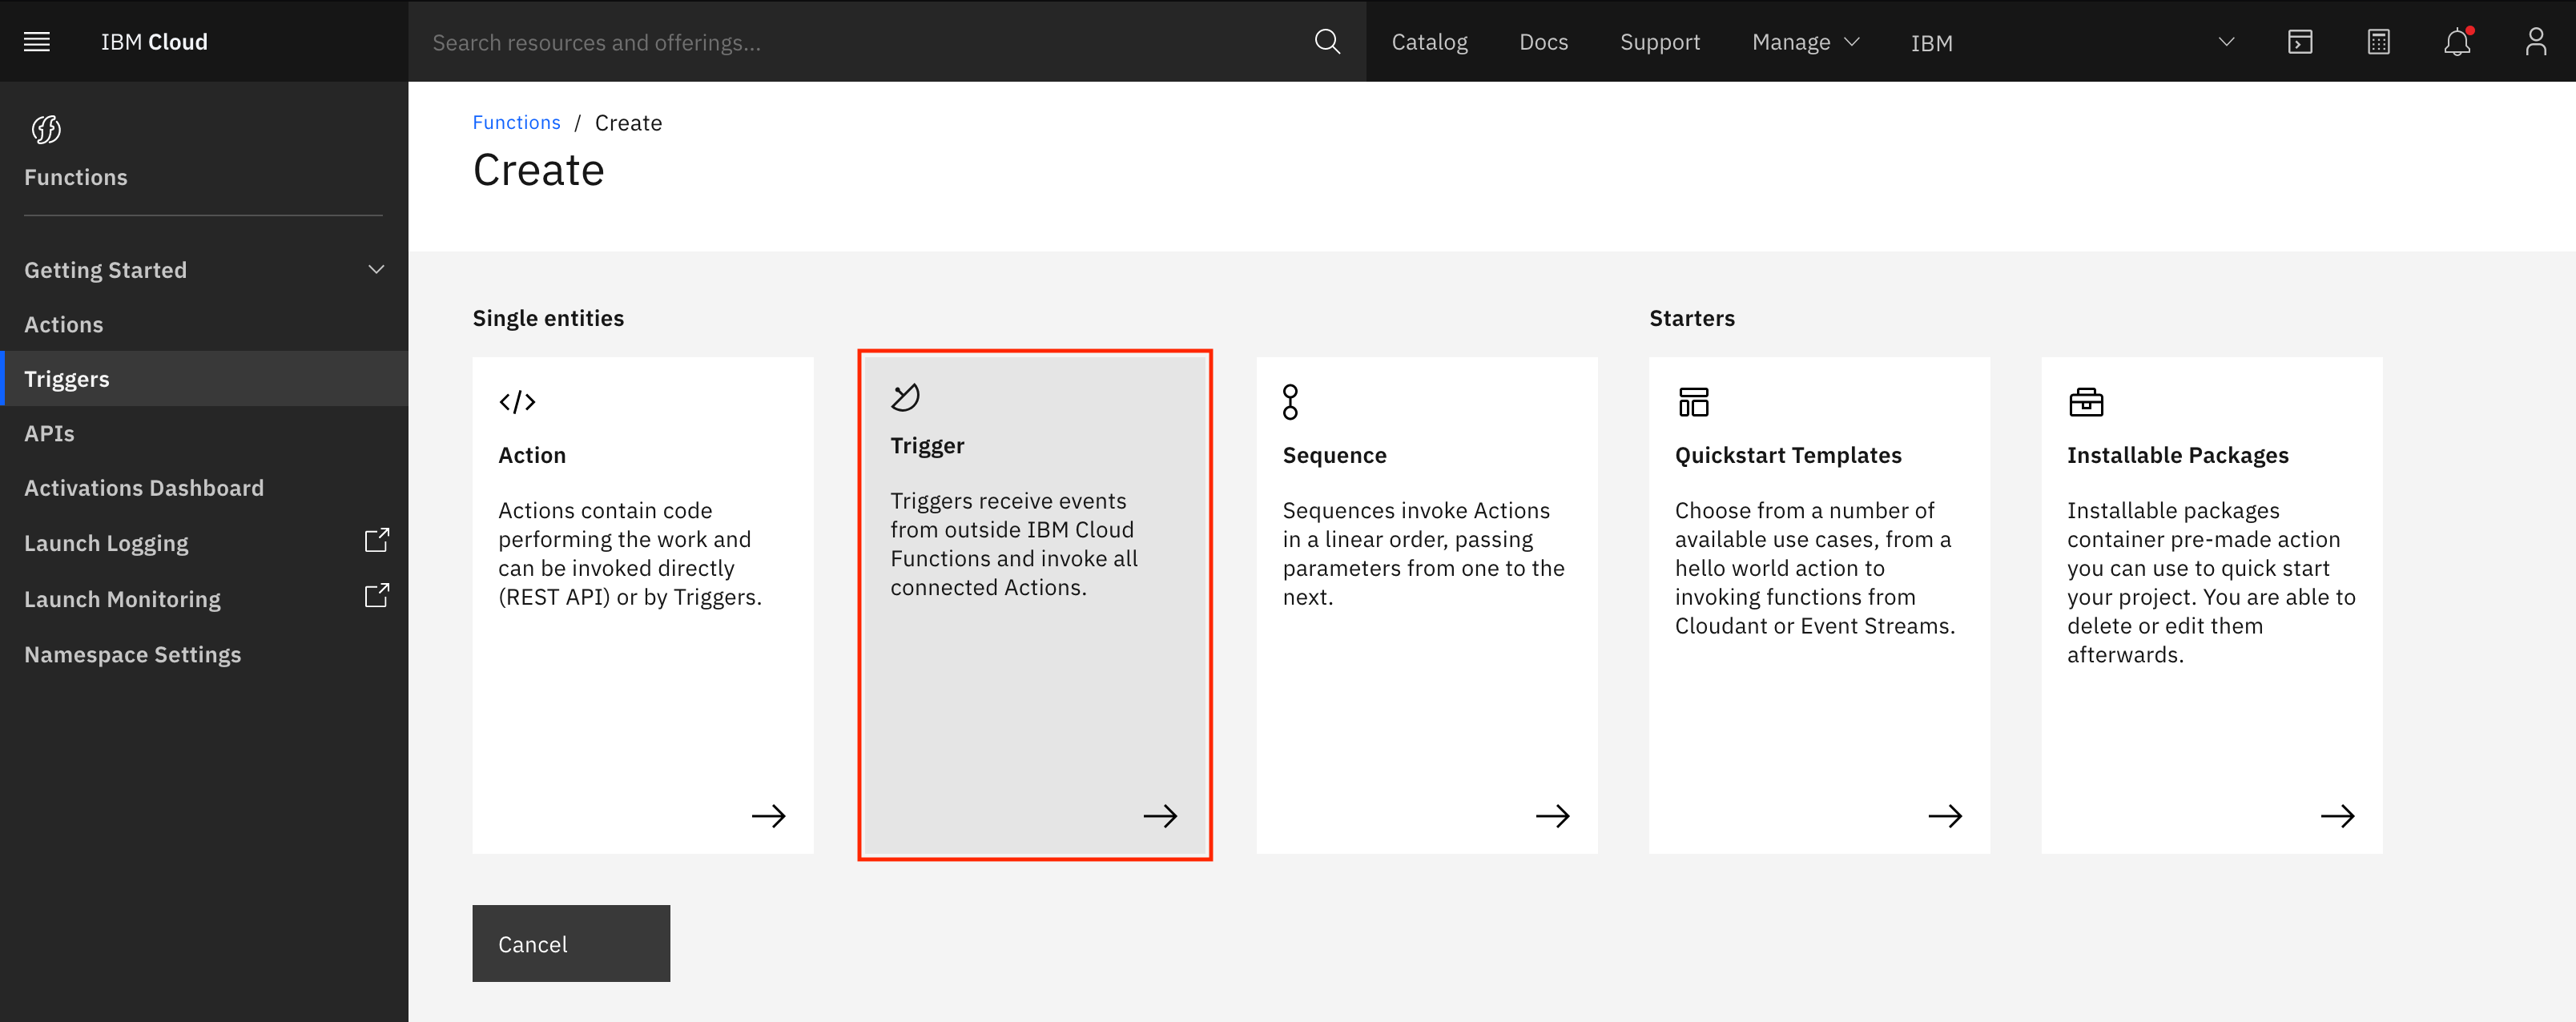 IBM Cloud
Search resources and offerings...
Catalog
Docs
Support
Manage
IBM
Functions
Getting Started
Actions
Triggers
APIs
Activations Dashboard
Launch Logging
Launch Monitoring
Namespace Settings
Functions / Create
Create
Single entities
Action
Actions contain code
performing the work and
can be invoked directly
(REST API) or by Triggers.
Trigger
Triggers receive events
from outside IBM Cloud
Functions and invoke all
connected Actions.
Sequence
Sequences invoke Actions
in a linear order, passing
parameters from one to the
next.
Starters
Quickstart Templates
Choose from a number of
available use cases, from a
hello world action to
invoking functions from
Cloudant or Event Streams.
Installable Packages
Installable packages
container pre-made action
you can use to quick start
your project. You are able to
delete or edit them
afterwards.
Cancel